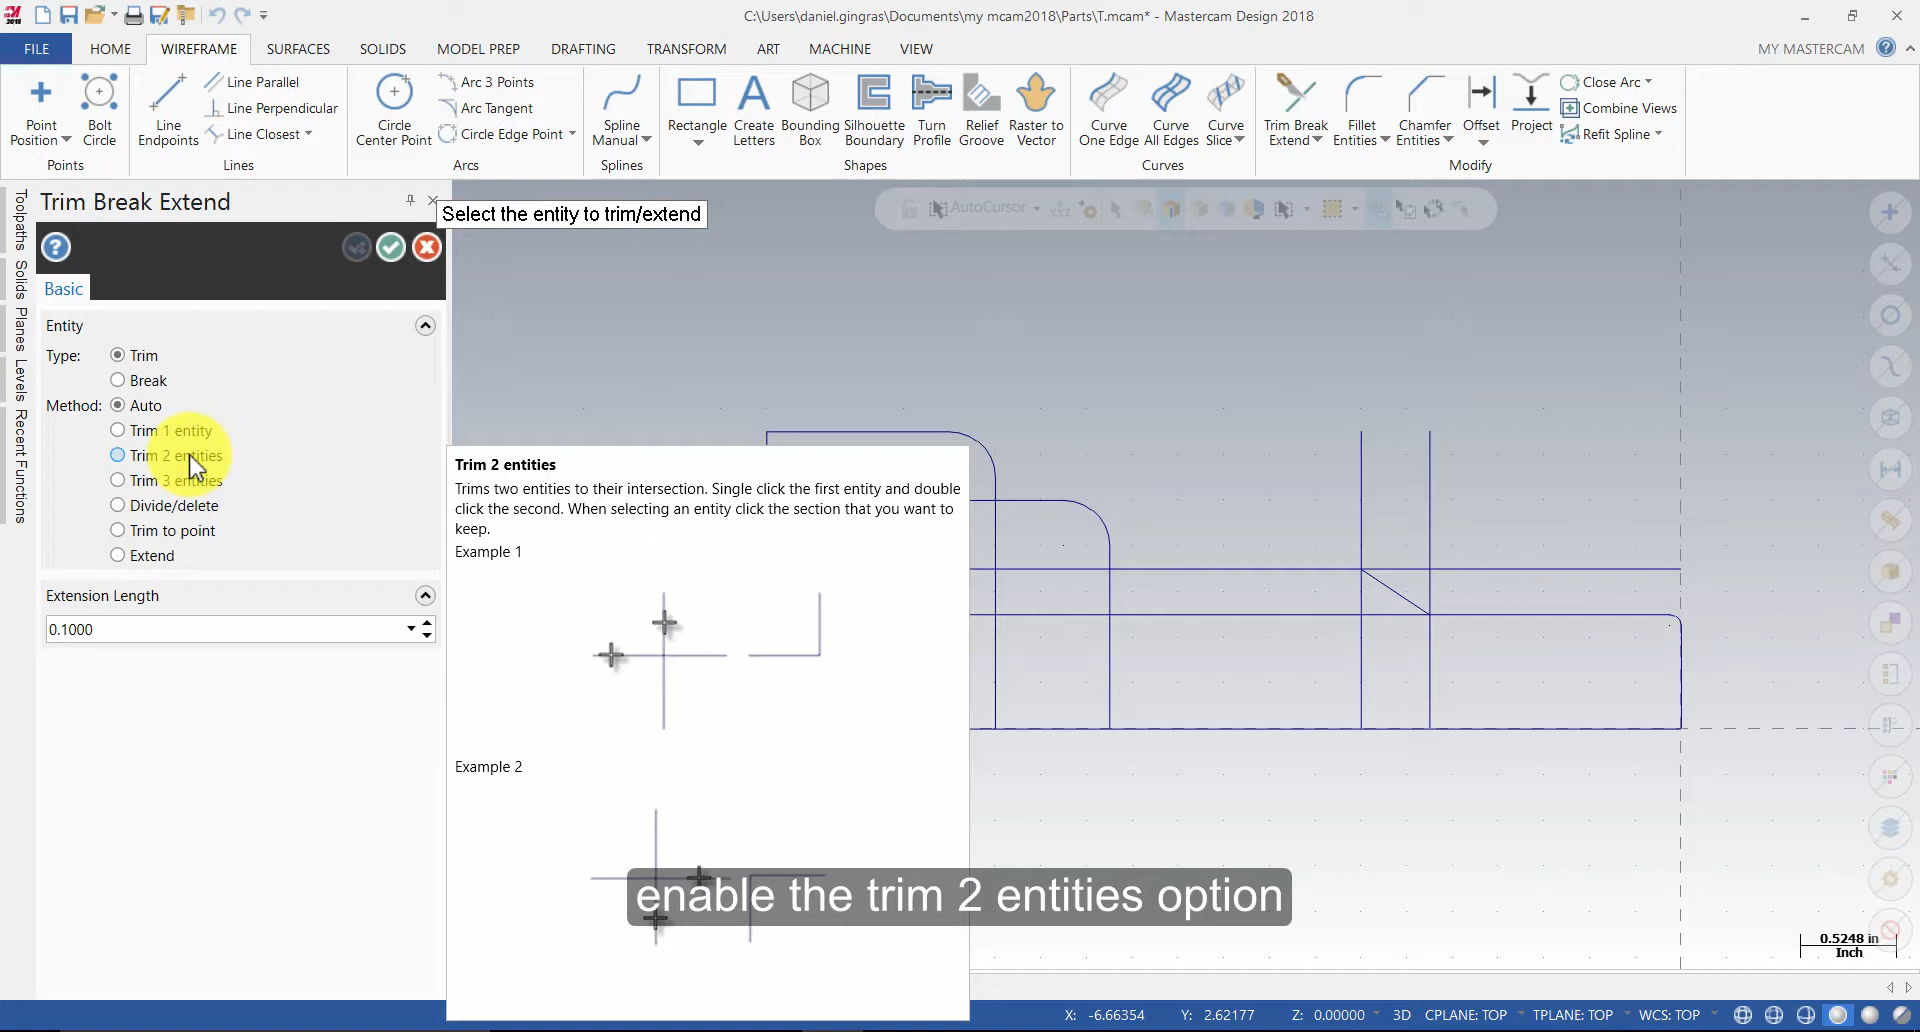 C:\Users\daniel.gingras\Documents\my mcam2018\Parts\T.mcam* - Mastercam Design 2018
FILE HOME WIREFRAME SURFACES SOLIDS MODEL PREP DRAFTING TRANSFORM ART MACHINE VIEW MY MASTERCAM
Point Position
Bolt Circle
Points
Line Endpoints
Line Parallel
Line Perpendicular
Line Closest
Lines
Circle Center Point
Arc 3 Points
Arc Tangent
Circle Edge Point
Arcs
Spline Manual
Splines
Rectangle
Create Letters
Bounding Box
Silhouette Boundary
Turn Profile
Relief Groove
Raster to Vector
Shapes
Curve One Edge
Curve All Edges
Curve Slice
Curves
Trim Break Extend
Fillet Entities
Chamfer Entities
Offset
Project
Close Arc
Combine Views
Refit Spline
Modify
Toolpaths
Solids
Planes
Levels
Recent Functions
Trim Break Extend
Select the entity to trim/extend
AutoCursor
Basic
Entity
Type: Trim
Break
Method: Auto
Trim 1 entity
Trim 2 entities
Trim 3 entities
Divide/delete
Trim to point
Extend
Extension Length
0.1000
Trim 2 entities
Trims two entities to their intersection. Single click the first entity and double
click the second. When selecting an entity click the section that you want to
keep.
Example 1
Example 2
enable the trim 2 entities option
0.5248 in
Inch
X: -6.66354 Y: 2.62177 Z: 0.00000 3D CPLANE: TOP TPLANE: TOP WCS: TOP